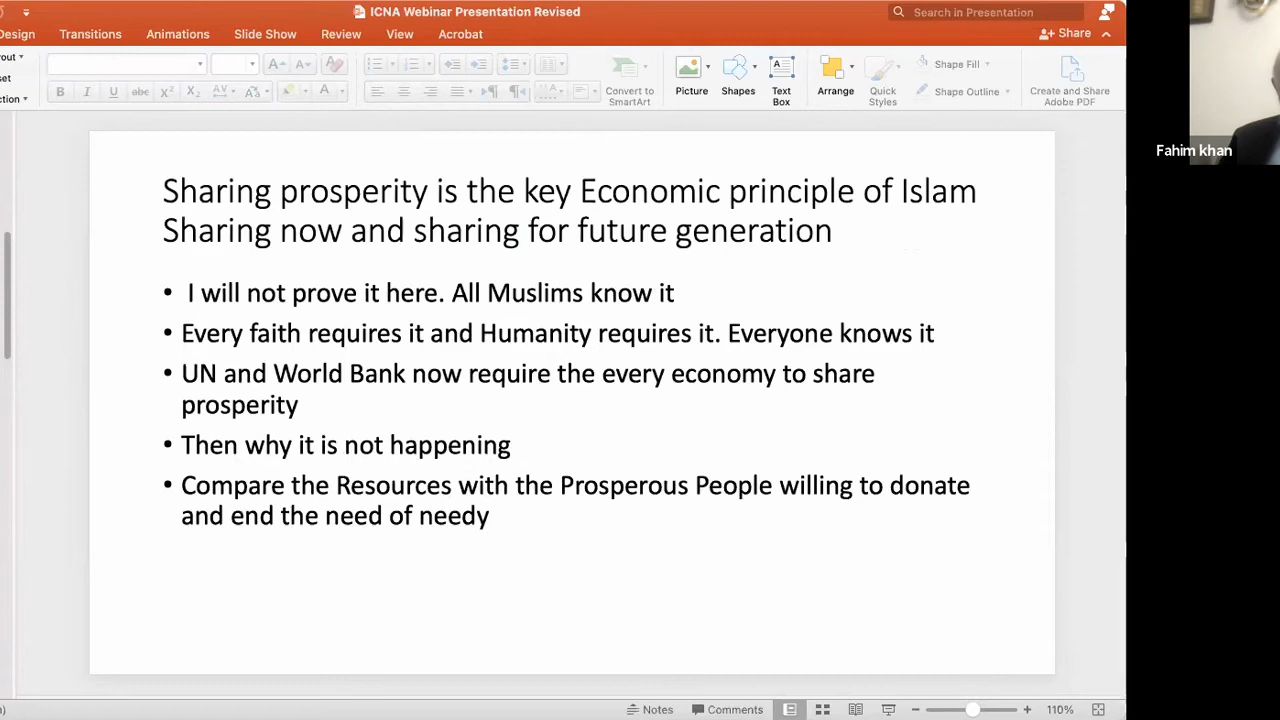 ICNA Webinar Presentation Revised
Search in Presentation
Design Transitions Animations Slide Show Review View Acrobat
Share
Convert to SmartArt
Picture
Shapes
Text Box
Arrange
Quick Styles
Shape Fill
Shape Outline
Create and Share Adobe PDF
Fahim khan
Sharing prosperity is the key Economic principle of Islam
Sharing now and sharing for future generation
• I will not prove it here. All Muslims know it
• Every faith requires it and Humanity requires it. Everyone knows it
• UN and World Bank now require the every economy to share
prosperity
• Then why it is not happening
• Compare the Resources with the Prosperous People willing to donate
and end the need of needy
Notes Comments 110%